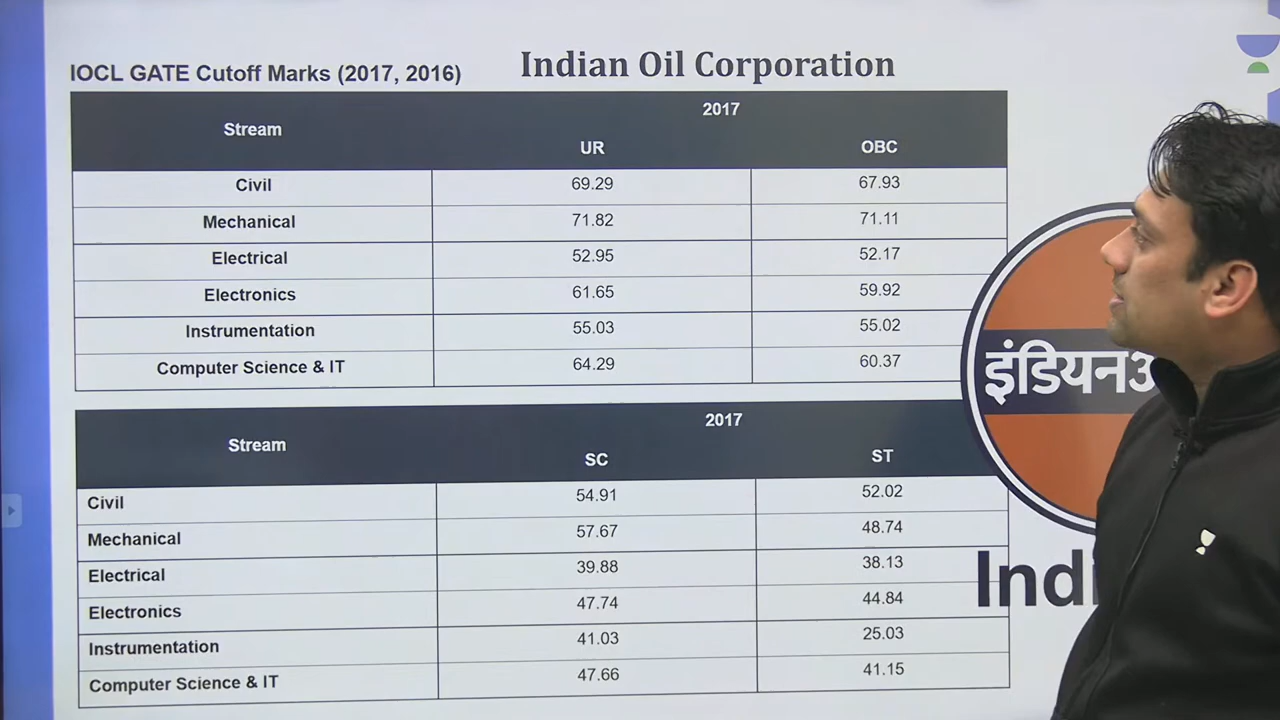 IOCL GATE Cutoff Marks (2017, 2016) Indian Oil Corporation
Stream 2017
UR OBC
Civil 69.29 67.93
Mechanical 71.82 71.11
Electrical 52.95 52.17
Electronics 61.65 59.92
Instrumentation 55.03 55.02
Computer Science & IT 64.29 60.37
इंडियन
Stream 2017
SC ST
Civil 54.91 52.02
Mechanical 57.67 48.74
Electrical 39.88 38.13
Electronics 47.74 44.84
Instrumentation 41.03 25.03
Computer Science & IT 47.66 41.15
Indi